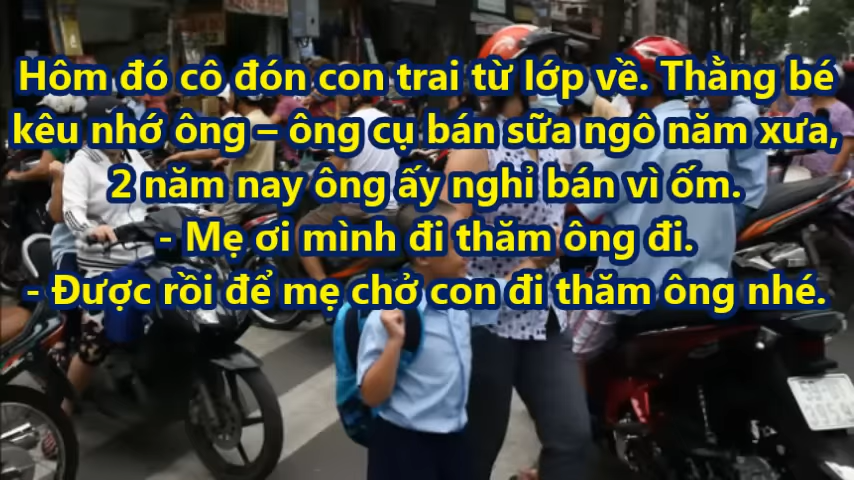 Hôm đó cô đón con trai từ lớp về. Thằng bé
kêu nhớ ông – ông cụ bán sữa ngô năm xưa,
2 năm nay ông ấy nghỉ bán vì ốm.
- Mẹ ơi mình đi thăm ông đi.
- Được rồi để mẹ chở con đi thăm ông nhé.